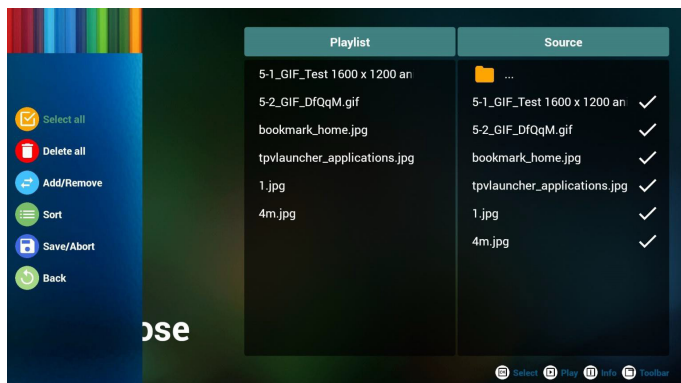 Playlist
Source
5-1_GIF_Test 1600 x 1200 an
5-2_GIF_DfQqM.gif
bookmark_home.jpg
tpvlauncher_applications.jpg
1.jpg
4m.jpg
...
5-1_GIF_Test 1600 x 1200 an
5-2_GIF_DfQqM.gif
bookmark_home.jpg
tpvlauncher_applications.jpg
1.jpg
4m.jpg
Select all
Delete all
Add/Remove
Sort
Save/Abort
Back
ose
Select Play Info Toolbar